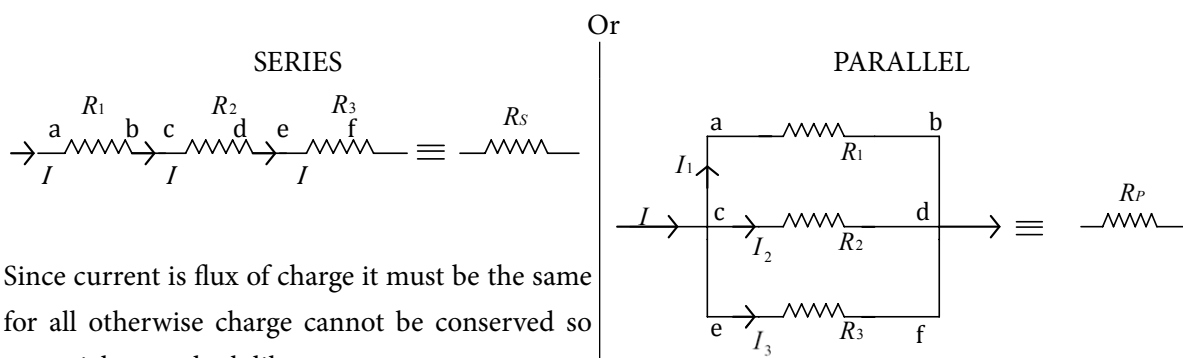 Or
SERIES
R1 R2 R3 RS
a b c d e f
I I I
Since current is flux of charge it must be the same
for all otherwise charge cannot be conserved so
PARALLEL
a b
R1
I1
RP
I c d
I2 R2
e R3 f
I3